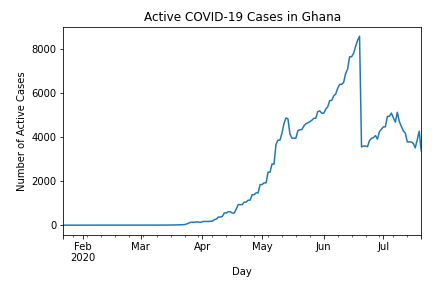 Active COVID-19 Cases in Ghana
Number of Active Cases
8000
6000
4000
2000
0
Feb Mar Apr May Jun Jul
2020
Day